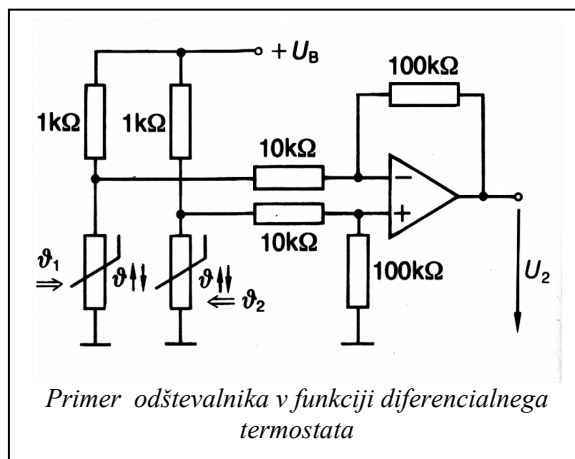 + U_B
100kΩ
1kΩ 1kΩ
10kΩ
−
+
10kΩ
ϑ₁ ϑ ϑ 100kΩ U₂
ϑ₂
Primer odštevalnika v funkciji diferencialnega
termostata